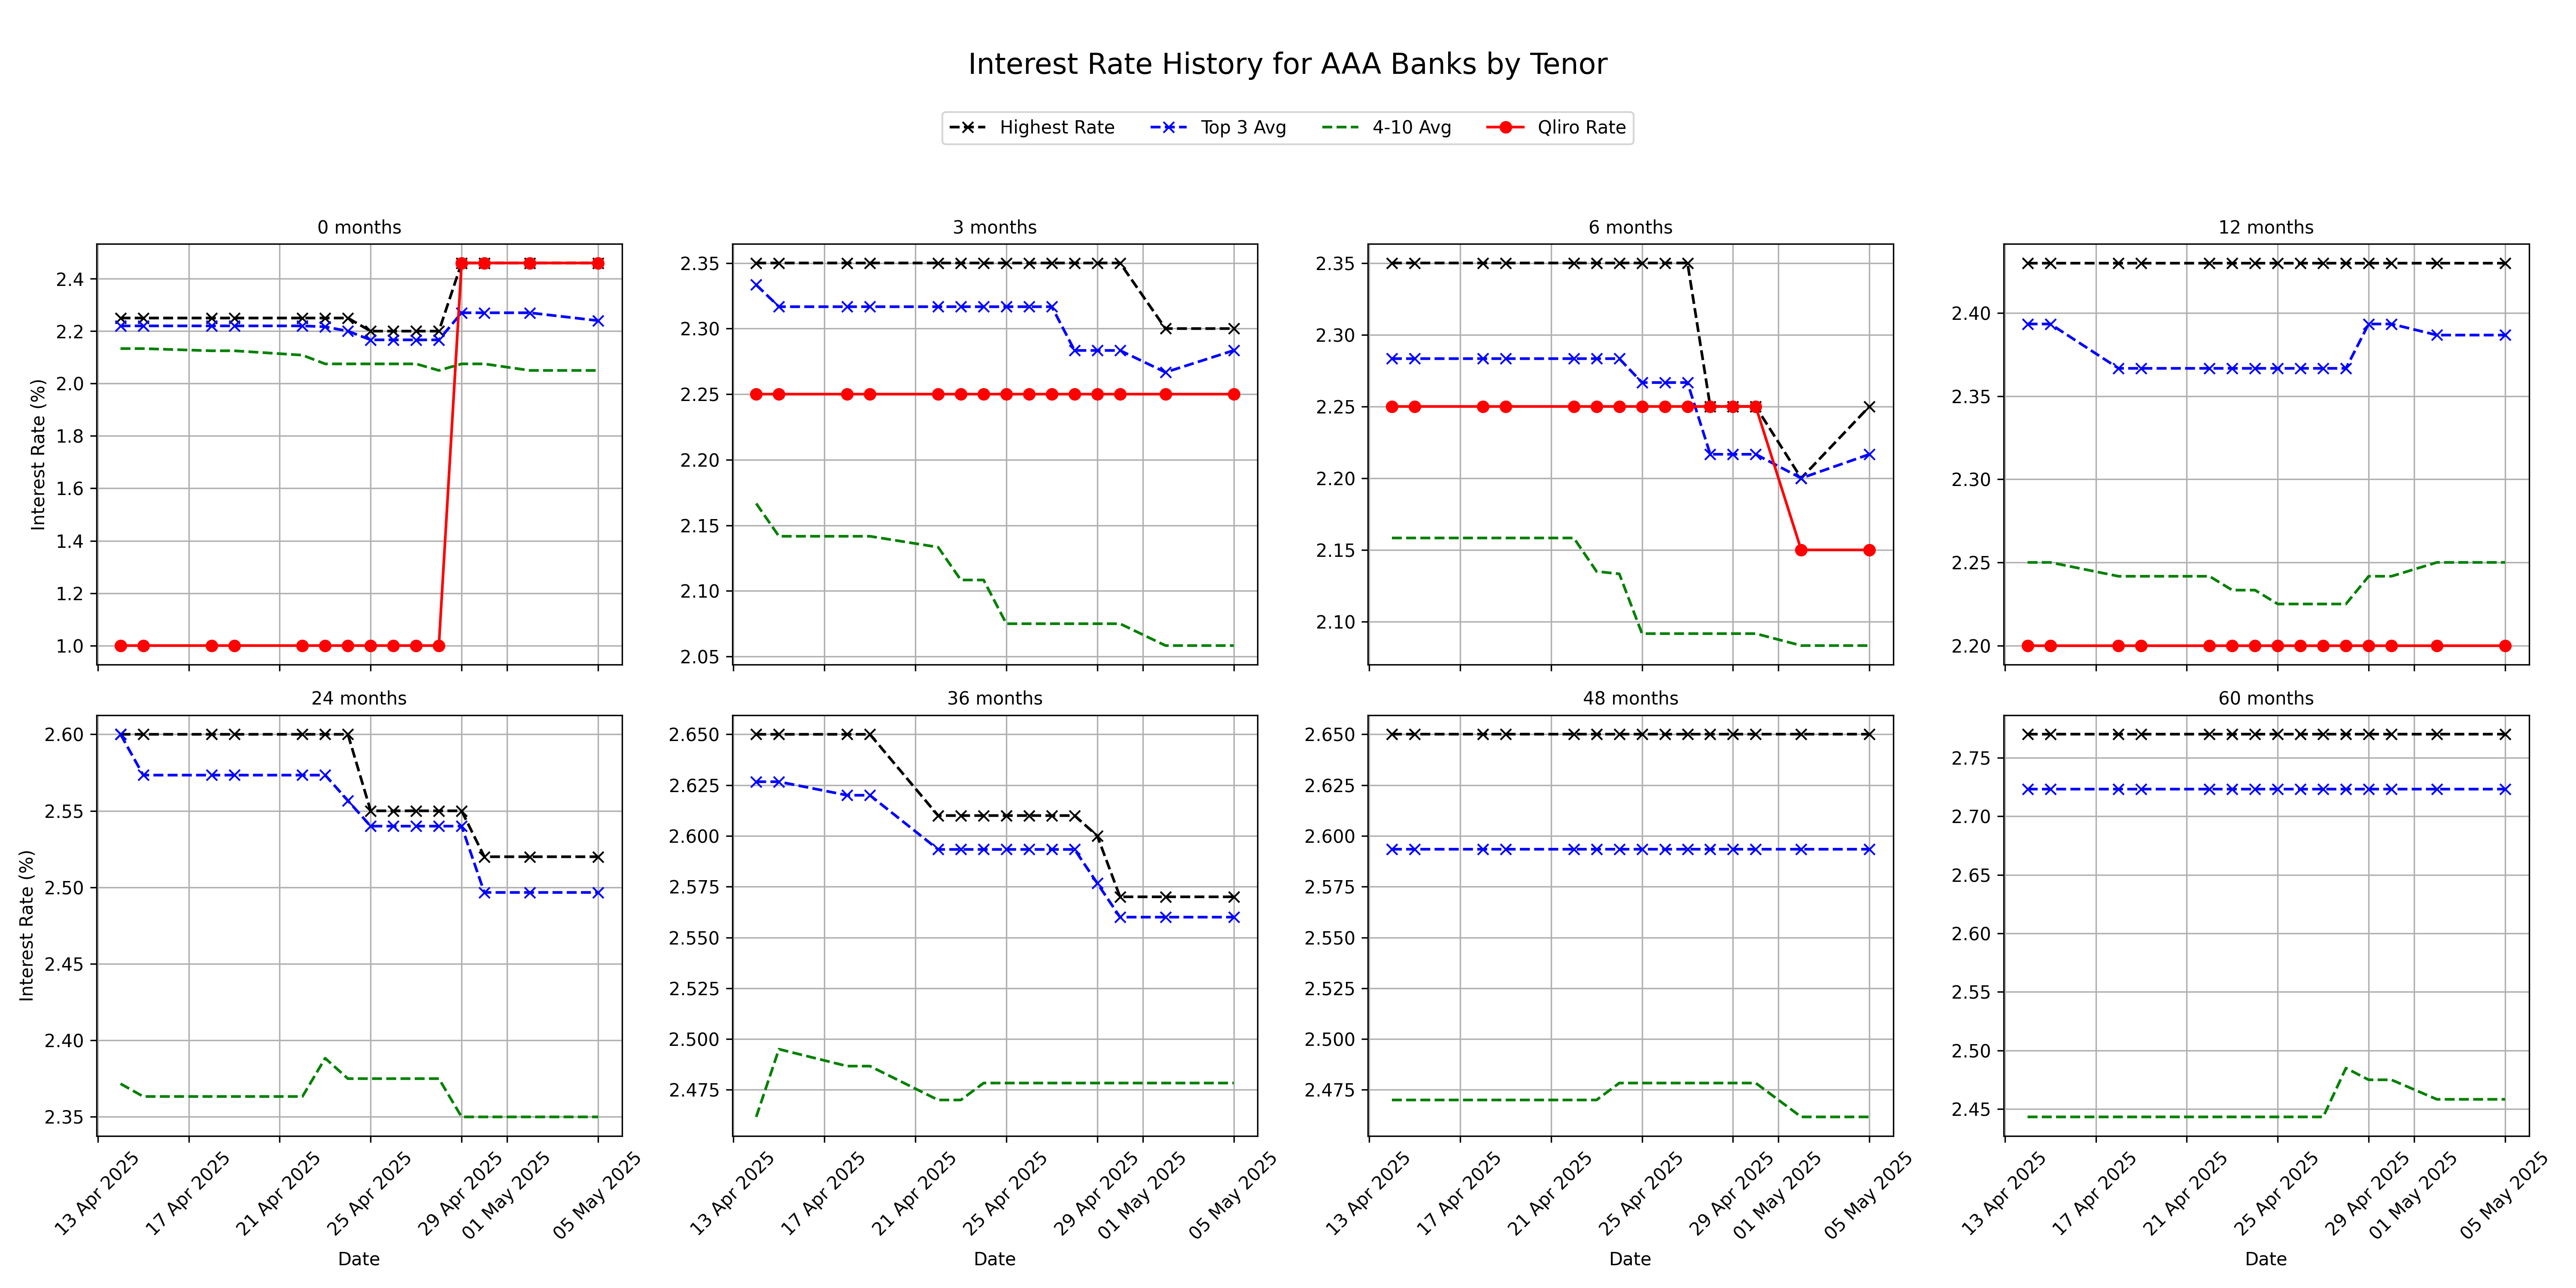 Interest Rate History for AAA Banks by Tenor
Highest Rate Top 3 Avg 4-10 Avg Qliro Rate
0 months
Interest Rate (%)
2.4
2.2
2.0
1.8
1.6
1.4
1.2
1.0
3 months
2.35
2.30
2.25
2.20
2.15
2.10
2.05
6 months
2.35
2.30
2.25
2.20
2.15
2.10
12 months
2.40
2.35
2.30
2.25
2.20
24 months
Interest Rate (%)
2.60
2.55
2.50
2.45
2.40
2.35
13 Apr 2025
17 Apr 2025
21 Apr 2025
25 Apr 2025
29 Apr 2025
01 May 2025
05 May 2025
Date
36 months
2.650
2.625
2.600
2.575
2.550
2.525
2.500
2.475
13 Apr 2025
17 Apr 2025
21 Apr 2025
25 Apr 2025
29 Apr 2025
01 May 2025
05 May 2025
Date
48 months
2.650
2.625
2.600
2.575
2.550
2.525
2.500
2.475
13 Apr 2025
17 Apr 2025
21 Apr 2025
25 Apr 2025
29 Apr 2025
01 May 2025
05 May 2025
Date
60 months
2.75
2.70
2.65
2.60
2.55
2.50
2.45
13 Apr 2025
17 Apr 2025
21 Apr 2025
25 Apr 2025
29 Apr 2025
01 May 2025
05 May 2025
Date